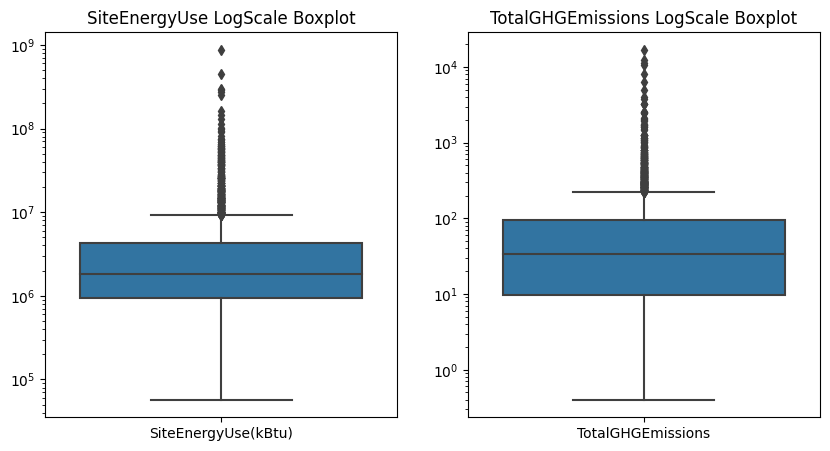 SiteEnergyUse LogScale Boxplot
10⁹
10⁸
10⁷
10⁶
10⁵
SiteEnergyUse(kBtu)
TotalGHGEmissions LogScale Boxplot
10⁴
10³
10²
10¹
10⁰
TotalGHGEmissions